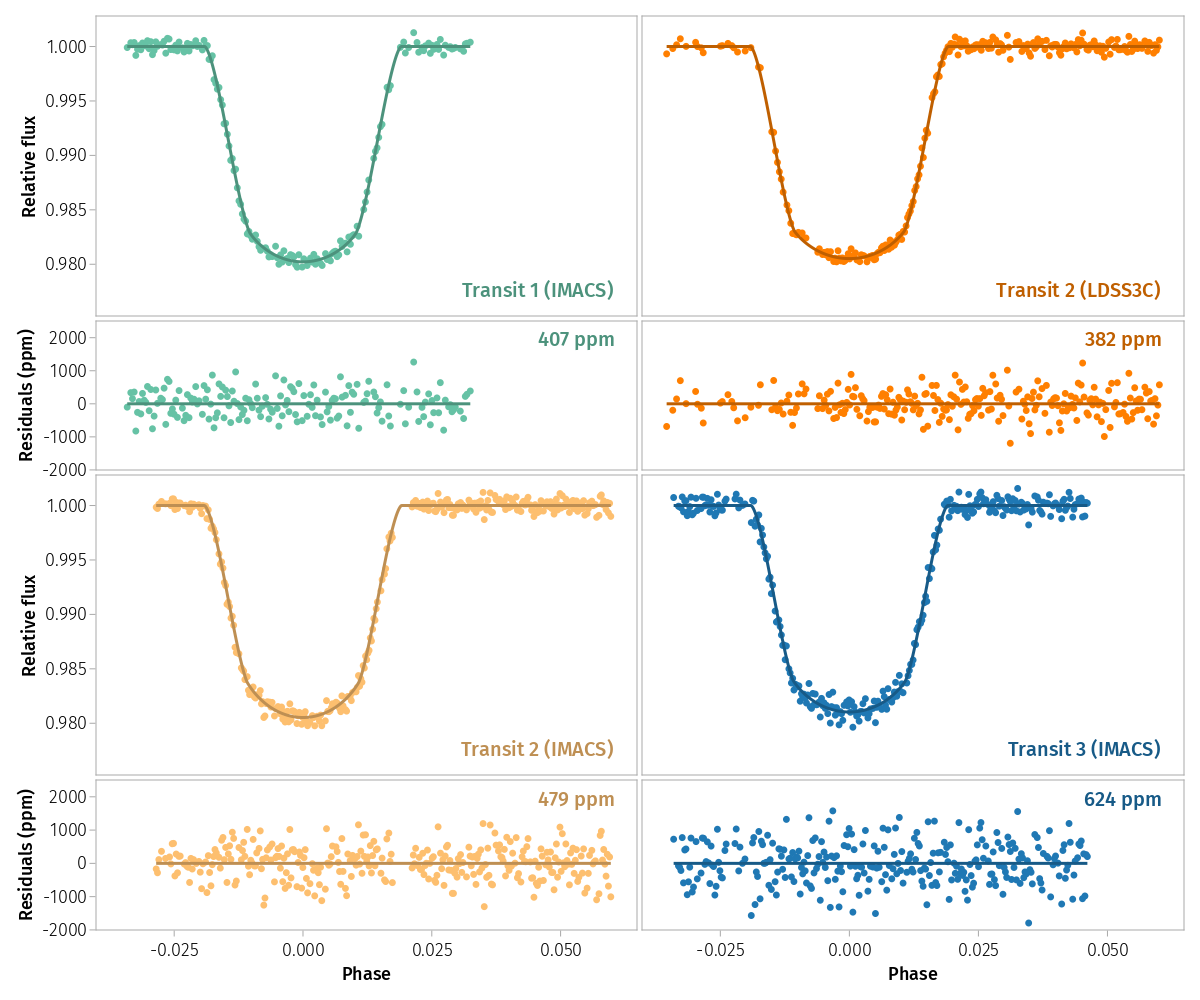 1.000
0.995
0.990
0.985
0.980
Relative flux
Transit 1 (IMACS)
Transit 2 (LDSS3C)
2000
1000
0
-1000
-2000
Residuals (ppm)
407 ppm
382 ppm
1.000
0.995
0.990
0.985
0.980
Relative flux
Transit 2 (IMACS)
Transit 3 (IMACS)
2000
1000
0
-1000
-2000
Residuals (ppm)
479 ppm
624 ppm
-0.025 0.000 0.025 0.050
-0.025 0.000 0.025 0.050
Phase
Phase